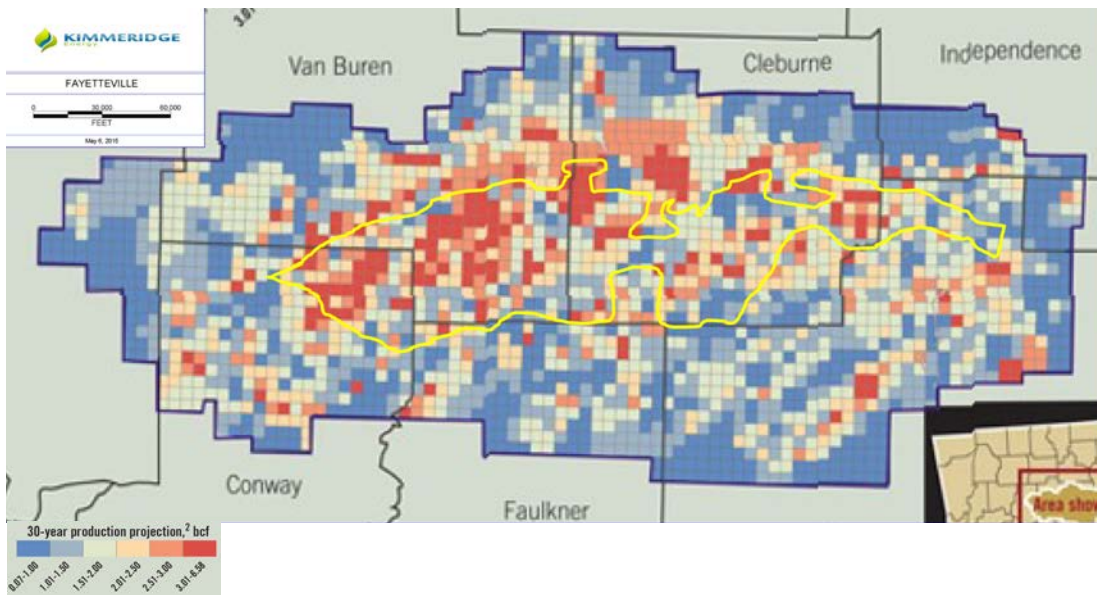 KIMMERIDGE
Energy
FAYETTEVILLE
0 30,000 60,000
FEET
May 6, 2015
3.0
Van Buren
Cleburne
Independence
Conway
Faulkner
Area show
30-year production projection,² bcf
0.07-1.00
1.01-1.50
1.51-2.00
2.01-2.50
2.51-3.00
3.01-6.58